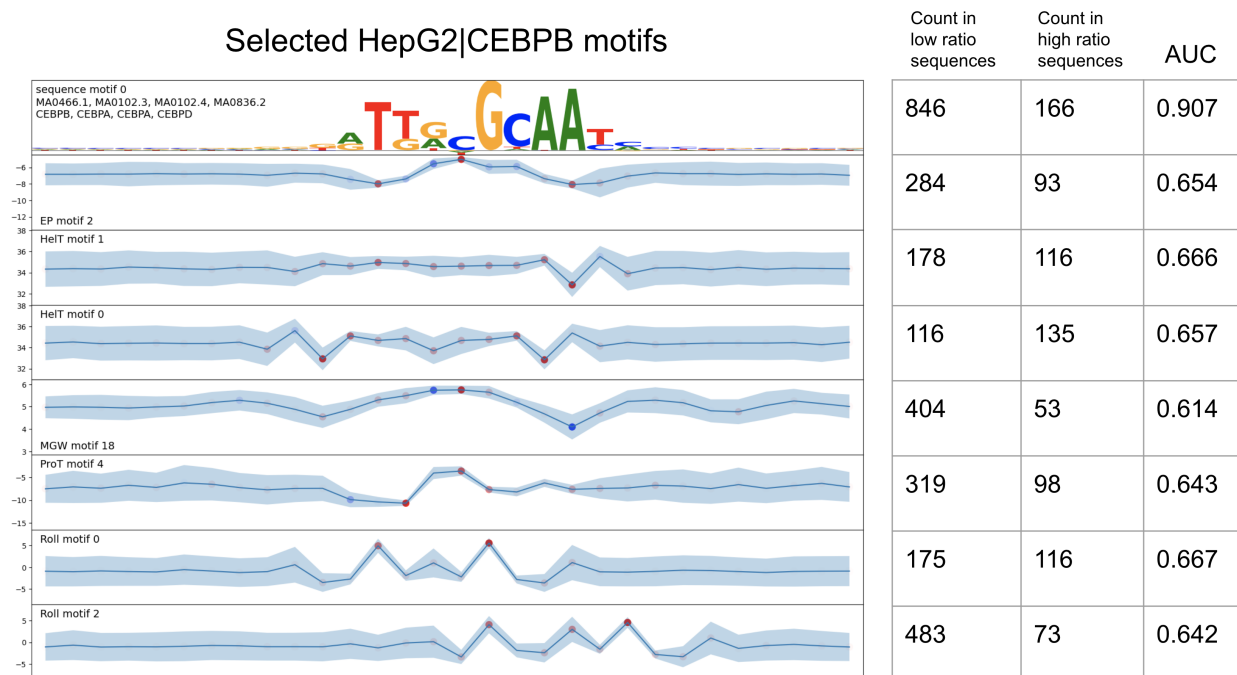 Selected HepG2|CEBPB motifs
Count in
low ratio
sequences
Count in
high ratio
sequences
AUC
sequence motif 0
MA0466.1, MA0102.3, MA0102.4, MA0836.2
CEBPB, CEBPA, CEBPA, CEBPD
846
166
0.907
−6
−8
−10
−12
EP motif 2
284
93
0.654
38
HelT motif 1
36
34
32
178
116
0.666
38
HelT motif 0
36
34
32
116
135
0.657
6
5
4
3
MGW motif 18
404
53
0.614
ProT motif 4
−5
−10
−15
319
98
0.643
Roll motif 0
5
0
−5
175
116
0.667
Roll motif 2
5
0
−5
483
73
0.642